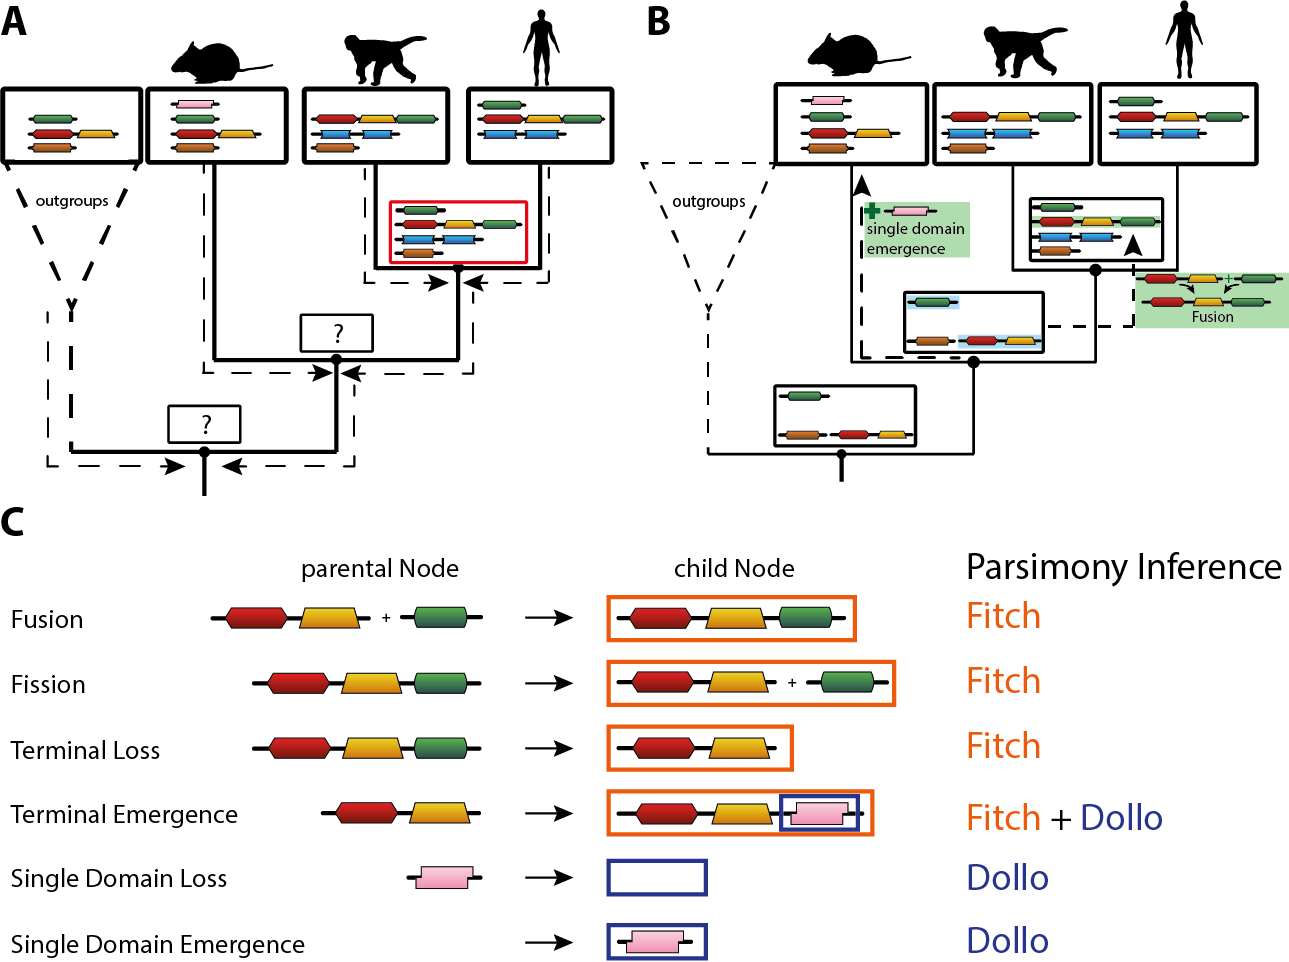 A
outgroups
?
?
B
outgroups
+
single domain
emergence
+
Fusion
C
parental Node
child Node
Parsimony Inference
Fusion
+
Fitch
Fission
+
Fitch
Terminal Loss
Fitch
Terminal Emergence
Fitch + Dollo
Single Domain Loss
Dollo
Single Domain Emergence
Dollo